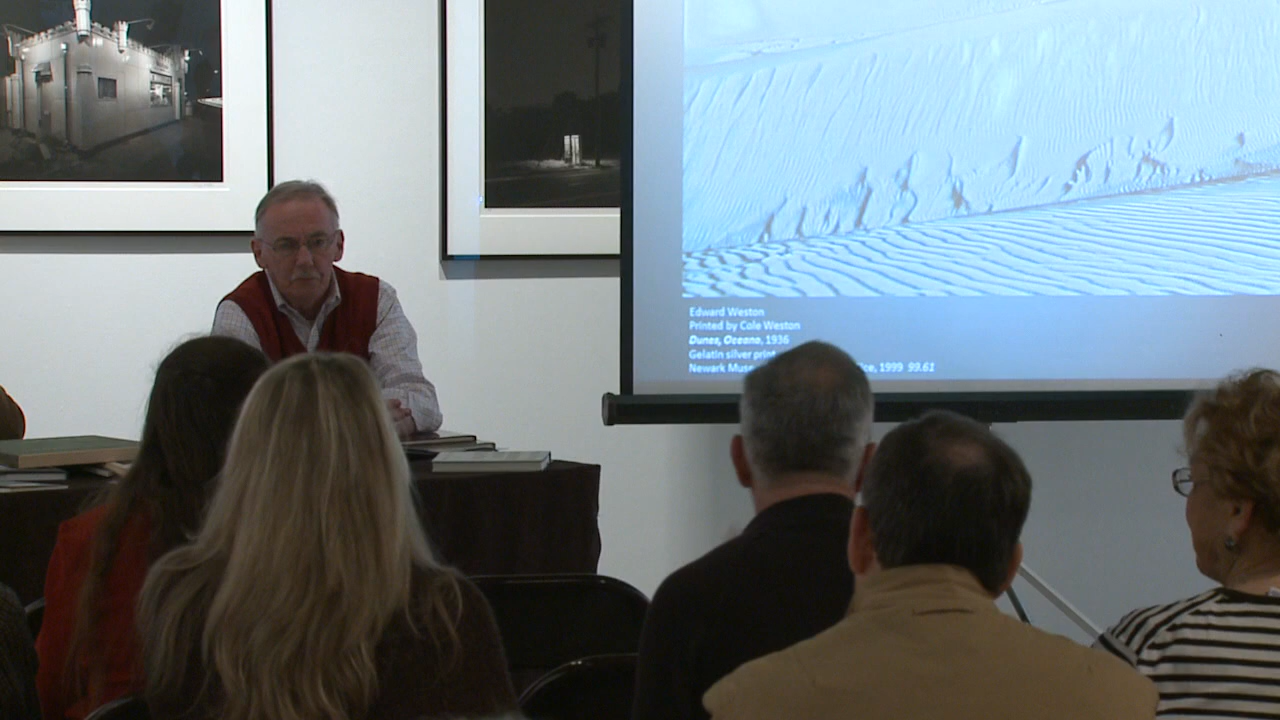 Edward Weston
Printed by Cole Weston
Dunes, Oceano, 1936
Gelatin silver print
Newark Muse 1999 99.61